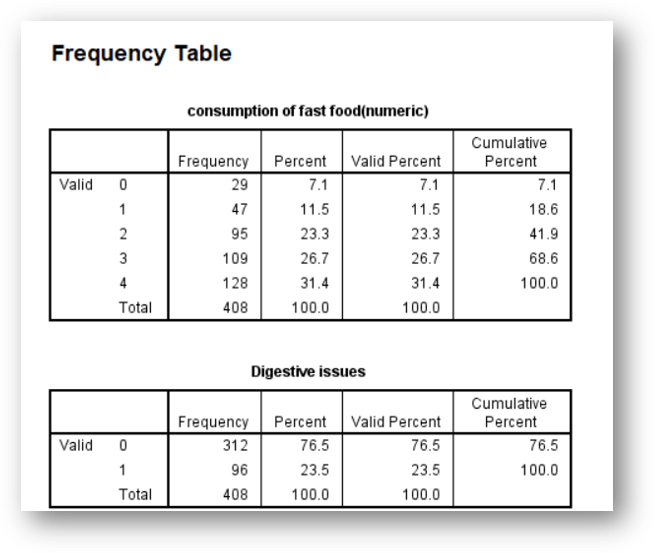 Frequency Table
consumption of fast food(numeric)
Frequency Percent Valid Percent Cumulative Percent
Valid 0 29 7.1 7.1 7.1
1 47 11.5 11.5 18.6
2 95 23.3 23.3 41.9
3 109 26.7 26.7 68.6
4 128 31.4 31.4 100.0
Total 408 100.0 100.0
Digestive issues
Frequency Percent Valid Percent Cumulative Percent
Valid 0 312 76.5 76.5 76.5
1 96 23.5 23.5 100.0
Total 408 100.0 100.0